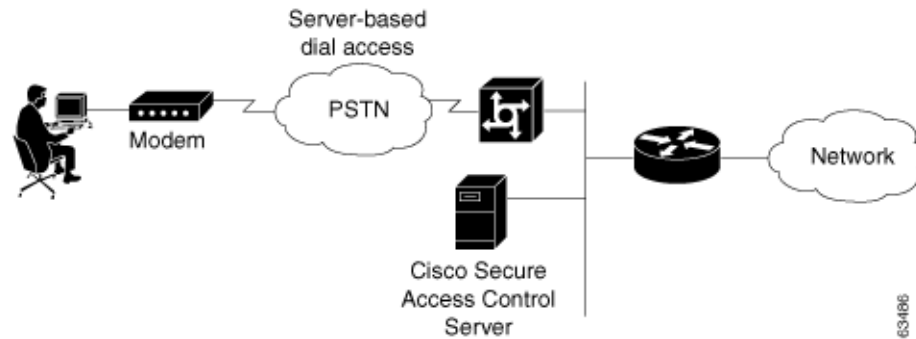 Server-based
dial access
PSTN
Modem
Network
Cisco Secure
Access Control
Server
63486